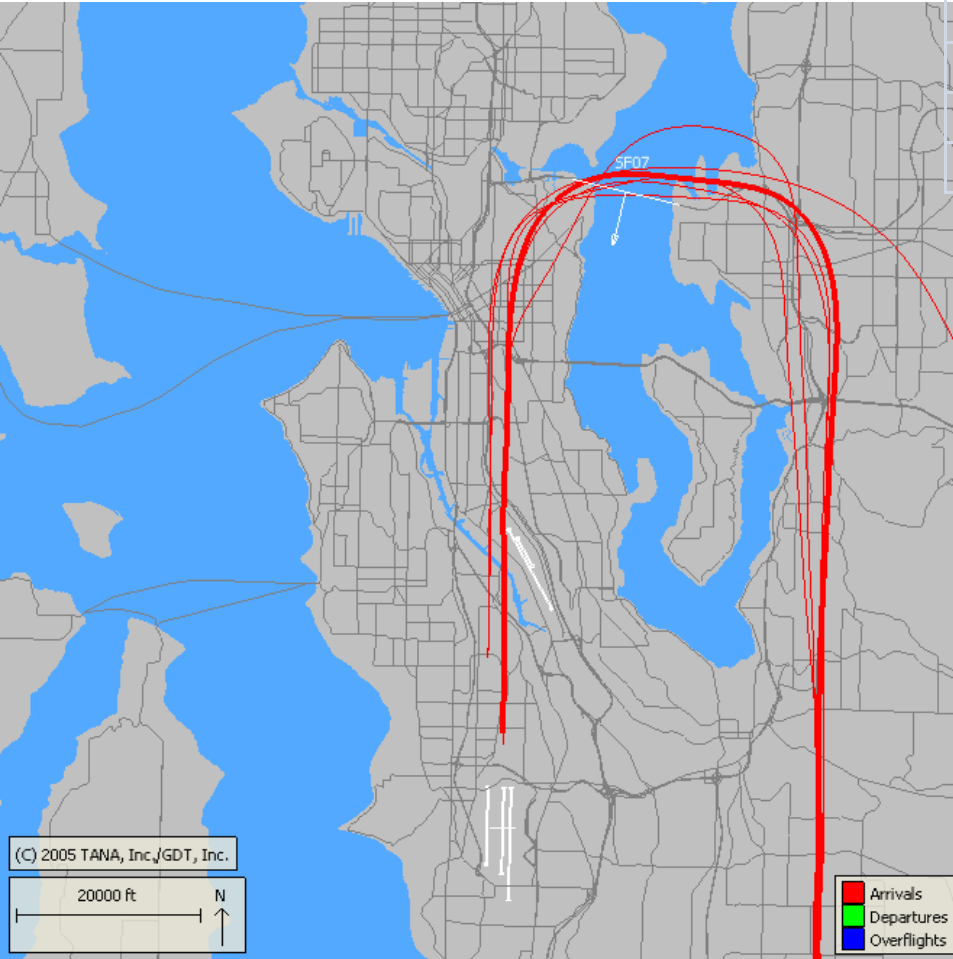 SF07
(C) 2005 TANA, Inc./GDT, Inc.
20000 ft
N
Arrivals
Departures
Overflights